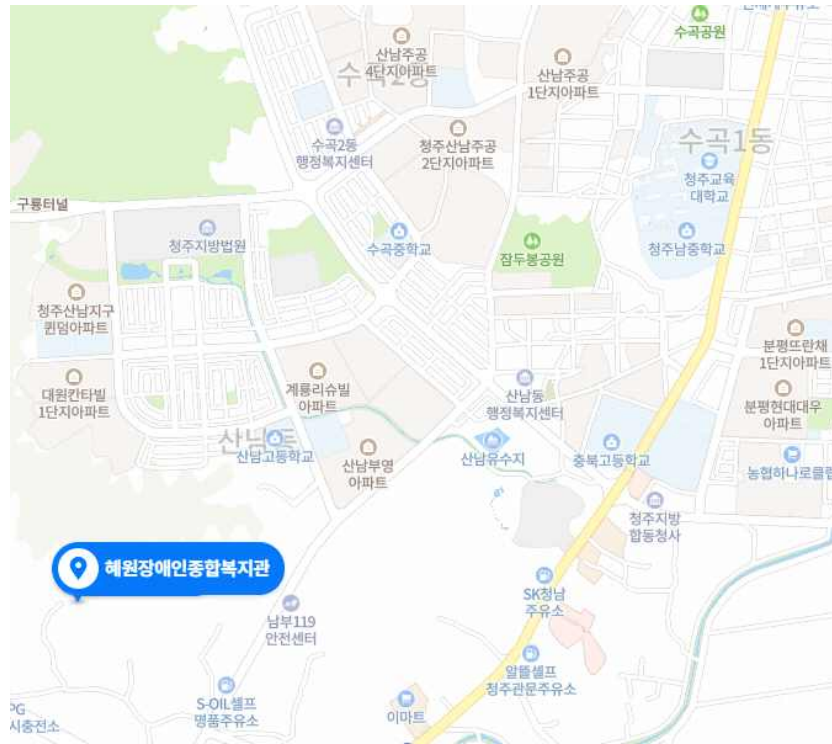 수곡공원
산남주공
4단지아파트
수곡2동
산남주공
1단지아파트
수곡2동
행정복지센터
청주산남주공
2단지아파트
수곡1동
청주교육
대학교
구룡터널
청주지방법원
수곡중학교
잠두봉공원
청주남중학교
청주산남지구
퀸덤아파트
분평뜨란채
1단지아파트
대원칸타빌
1단지아파트
계룡리슈빌
아파트
산남동
행정복지센터
분평현대대우
아파트
산남동
산남고등학교
산남부영
아파트
산남유수지
충북고등학교
농협하나로클럽
청주지방
합동청사
혜원장애인종합복지관
SK청남
주유소
남부119
안전센터
알뜰셀프
청주관문주유소
S-OIL셀프
명품주유소
이마트
PG
시충전소